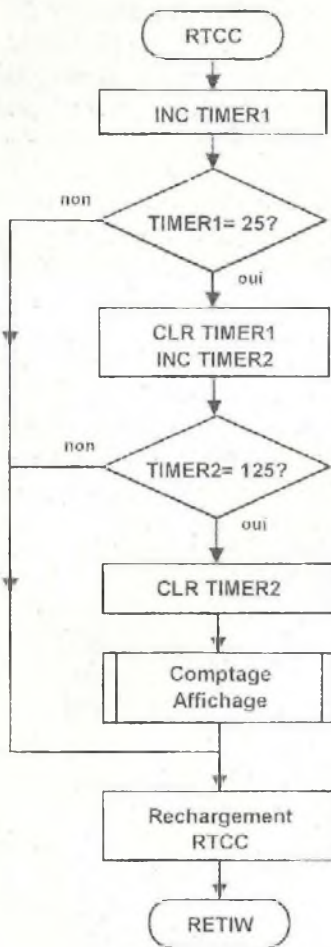 RTCC
INC TIMER1
non
TIMER1= 25?
oui
CLR TIMER1
INC TIMER2
non
TIMER2= 125?
oui
CLR TIMER2
Comptage
Affichage
Rechargement
RTCC
RETIW